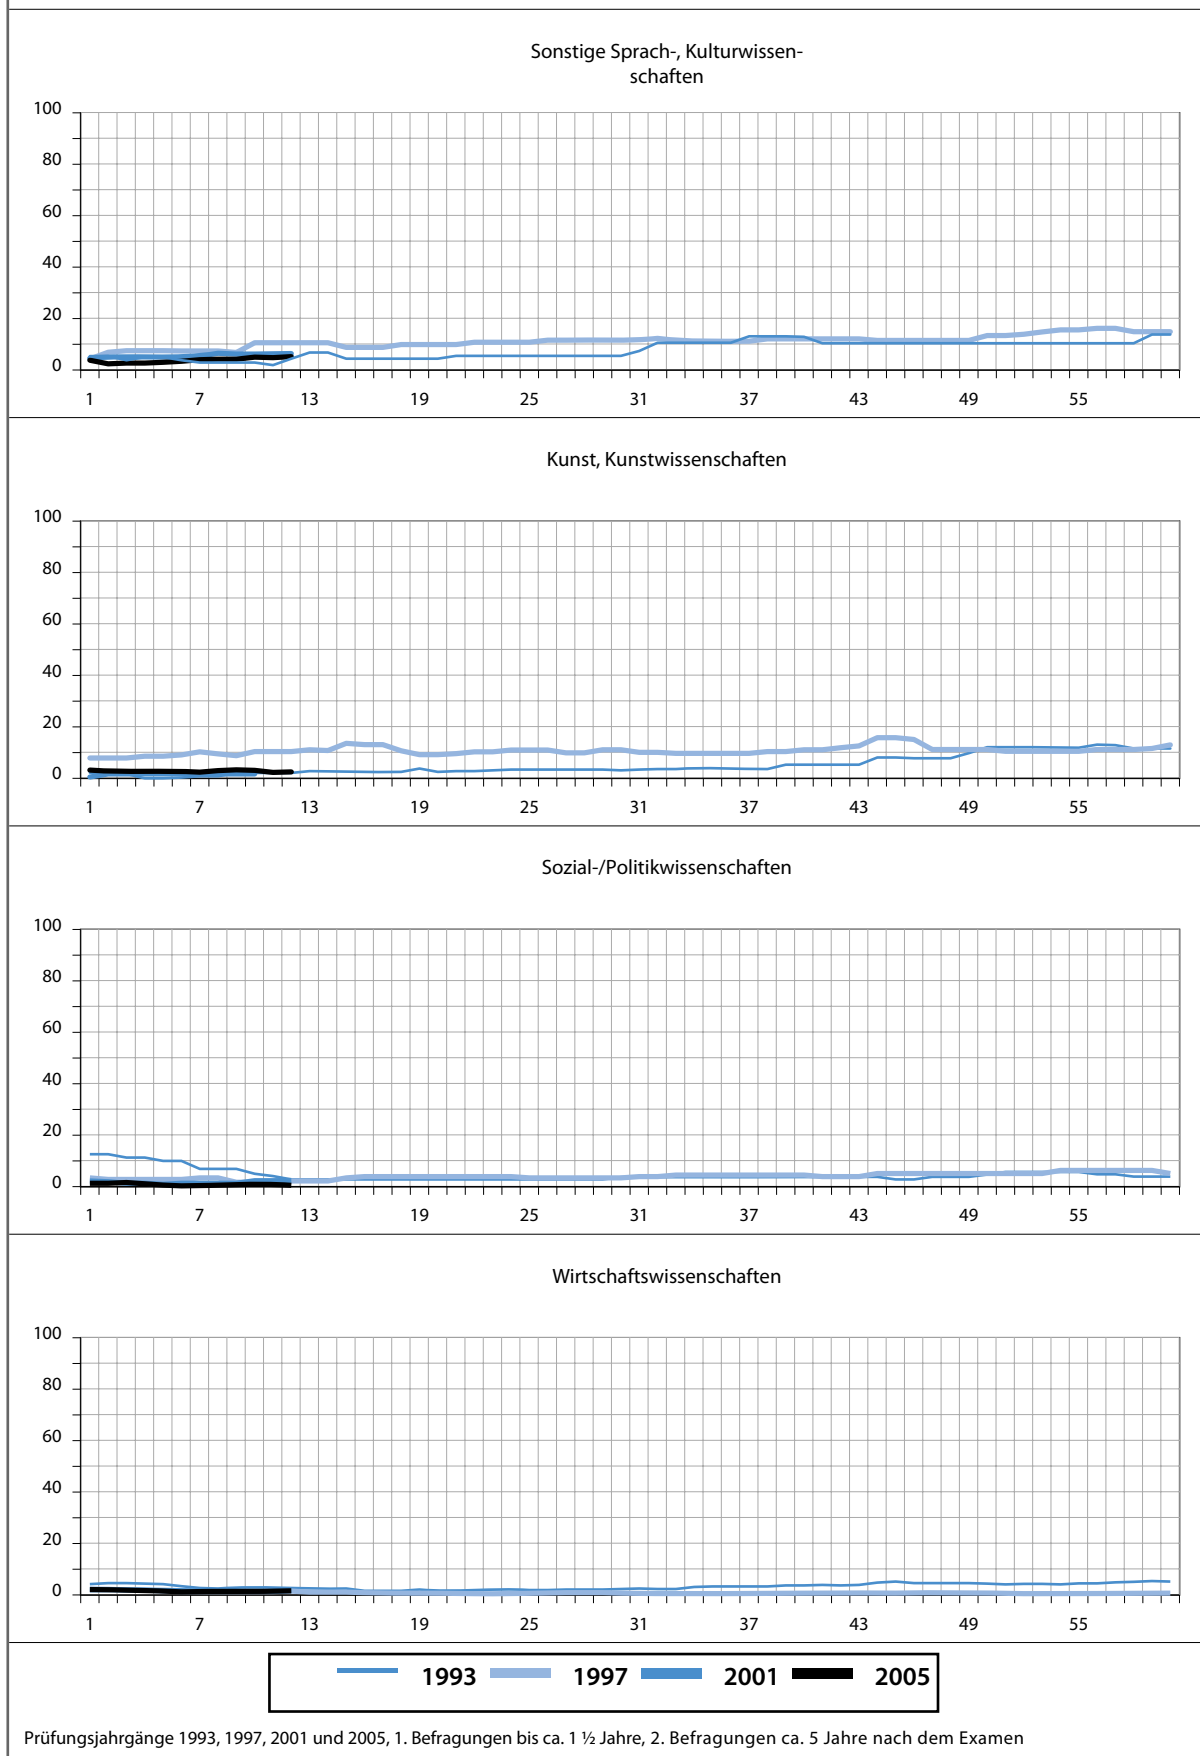 Sonstige Sprach-, Kulturwissen-
schaften
100
80
60
40
20
0
1 7 13 19 25 31 37 43 49 55
Kunst, Kunstwissenschaften
100
80
60
40
20
0
1 7 13 19 25 31 37 43 49 55
Sozial-/Politikwissenschaften
100
80
60
40
20
0
1 7 13 19 25 31 37 43 49 55
Wirtschaftswissenschaften
100
80
60
40
20
0
1 7 13 19 25 31 37 43 49 55
1993 1997 2001 2005
Prüfungsjahrgänge 1993, 1997, 2001 und 2005, 1. Befragungen bis ca. 1 ½ Jahre, 2. Befragungen ca. 5 Jahre nach dem Examen